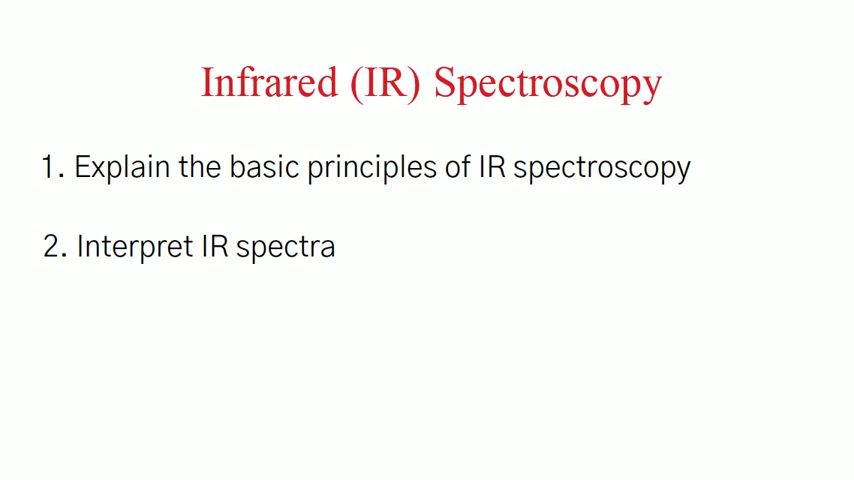 Infrared (IR) Spectroscopy
1. Explain the basic principles of IR spectroscopy
2. Interpret IR spectra